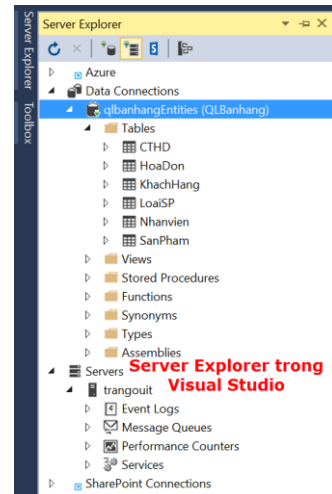 Server Explorer
Toolbox
Server Explorer
Azure
Data Connections
qlbanhangEntities (QLBanhang)
Tables
CTHD
HoaDon
KhachHang
LoaiSP
Nhanvien
SanPham
Views
Stored Procedures
Functions
Synonyms
Types
Assemblies
Servers
Server Explorer trong
Visual Studio
trangouit
Event Logs
Message Queues
Performance Counters
Services
SharePoint Connections